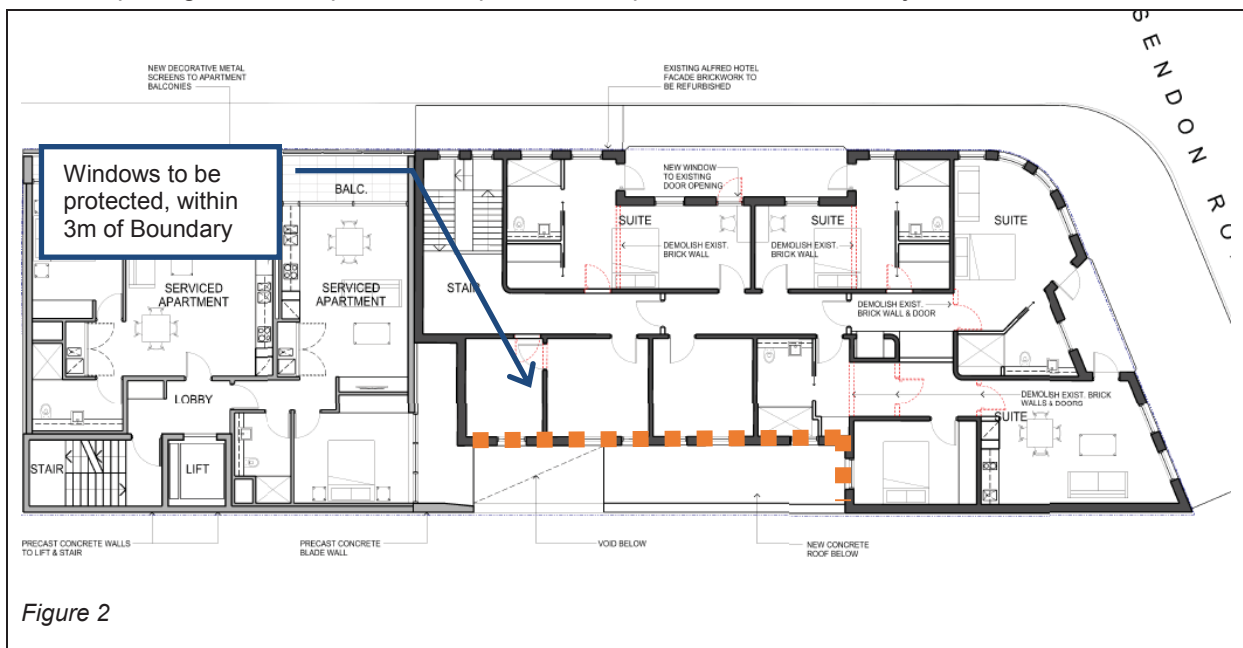 NEW DECORATIVE METAL
SCREENS TO APARTMENT
BALCONIES
EXISTING ALFRED HOTEL
FACADE BRICKWORK TO
BE REFURBISHED
SENDON RO
Windows to be
protected, within
3m of Boundary
BALC.
NEW WINDOW
TO EXISTING
DOOR OPENING
SUITE
SUITE
SUITE
DEMOLISH EXIST.
BRICK WALL
DEMOLISH EXIST.
BRICK WALL
SERVICED
APARTMENT
SERVICED
APARTMENT
STAIR
DEMOLISH EXIST.
BRICK WALL & DOOR
LOBBY
DEMOLISH EXIST. BRICK
WALLS & DOORS
SUITE
STAIR
LIFT
PRECAST CONCRETE WALLS
TO LIFT & STAIR
PRECAST CONCRETE
BLADE WALL
VOID BELOW
NEW CONCRETE
ROOF BELOW
Figure 2